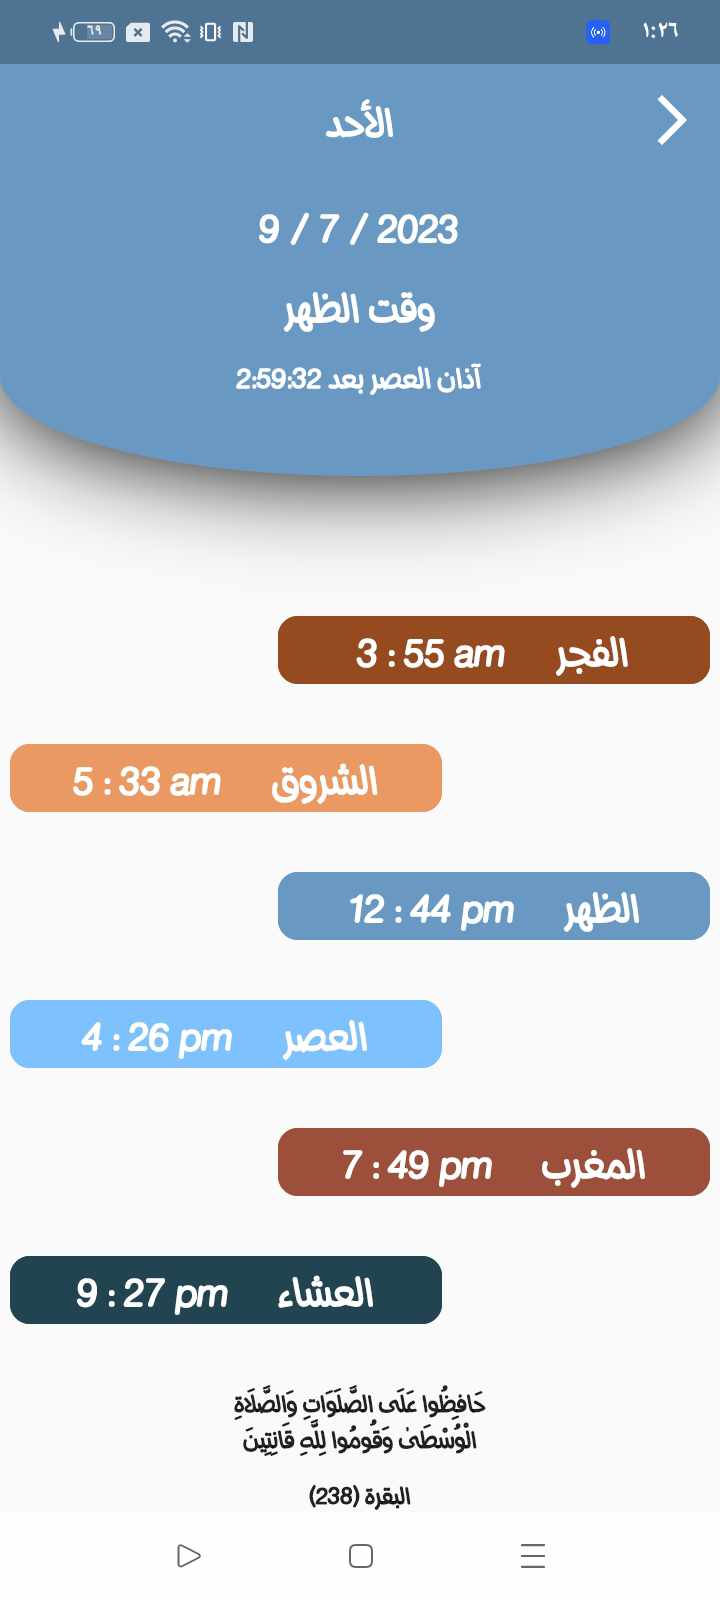 ١:٢٦
٦٩
الأحد
9 / 7 / 2023
وقت الظهر
آذان العصر بعد 2:59:32
الفجر 3 : 55 am
الشروق 5 : 33 am
الظهر 12 : 44 pm
العصر 4 : 26 pm
المغرب 7 : 49 pm
العشاء 9 : 27 pm
حَافِظُوا عَلَى الصَّلَوَاتِ وَالصَّلَاةِ
الْوُسْطَىٰ وَقُومُوا لِلَّهِ قَانِتِينَ
البقرة (238)